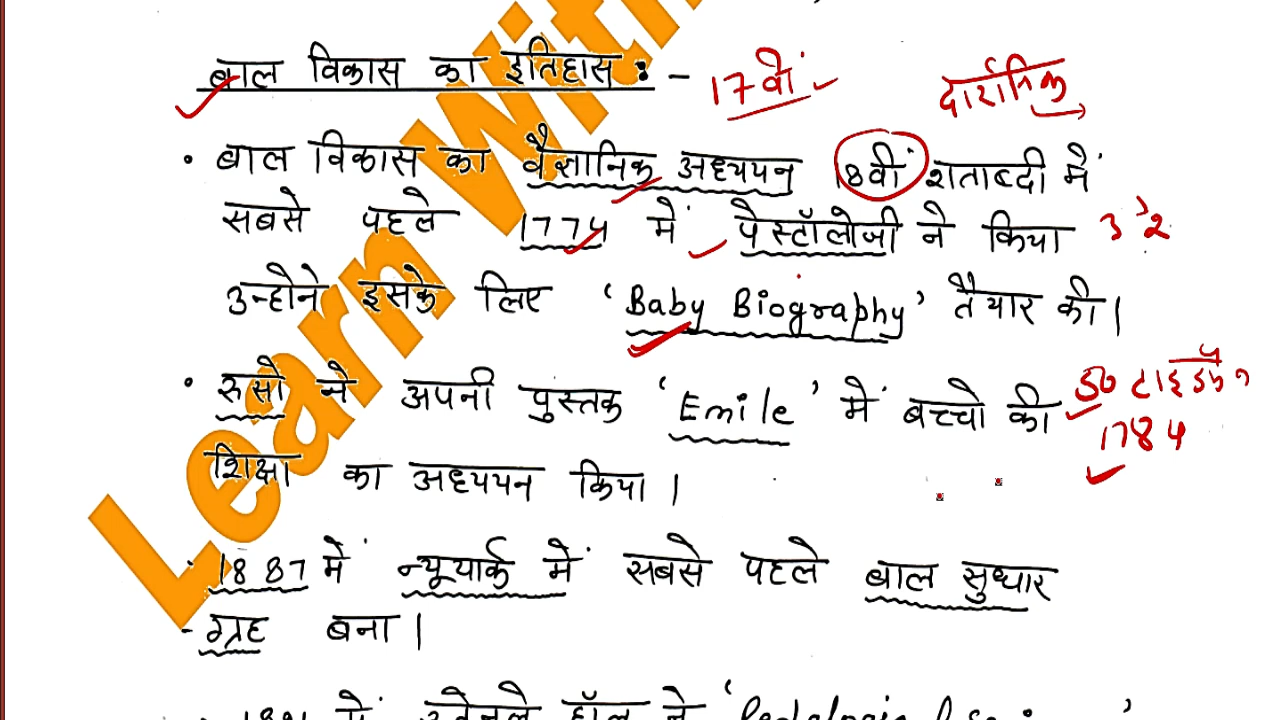 बाल विकास का इतिहास :- 17वीं दार्शनिक
• बाल विकास का वैज्ञानिक अध्ययन 18वीं शताब्दी में
सबसे पहले 1774 में पेस्टॉलोजी ने किया 3 1/2
उन्होने इसके लिए 'Baby Biography' तैयार की।
• रुसो ने अपनी पुस्तक 'Emile' में बच्चो की
1784
शिक्षा का अध्ययन किया।
· 1887 में न्यूयार्क में सबसे पहले बाल सुधार
- ग्रह बना।
Learn With